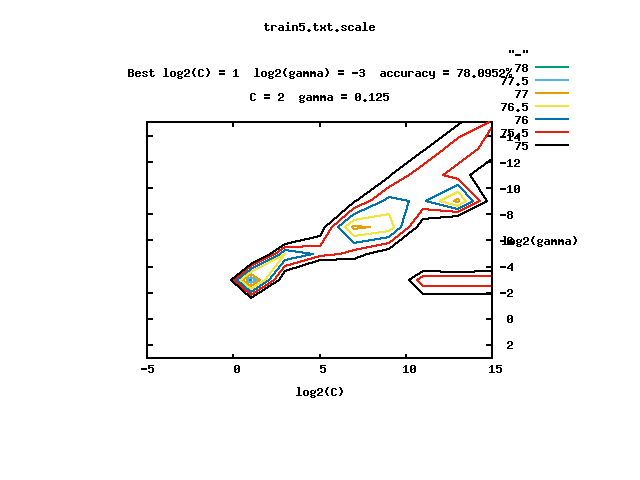 train5.txt.scale
"-"
Best log2(C) = 1  log2(gamma) = -3  accuracy = 78.0952%
78
77.5
C = 2  gamma = 0.125
77
76.5
76
75.5
75
-14
-12
-10
-8
-6
log2(gamma)
-4
-2
0
2
-5 0 5 10 15
log2(C)